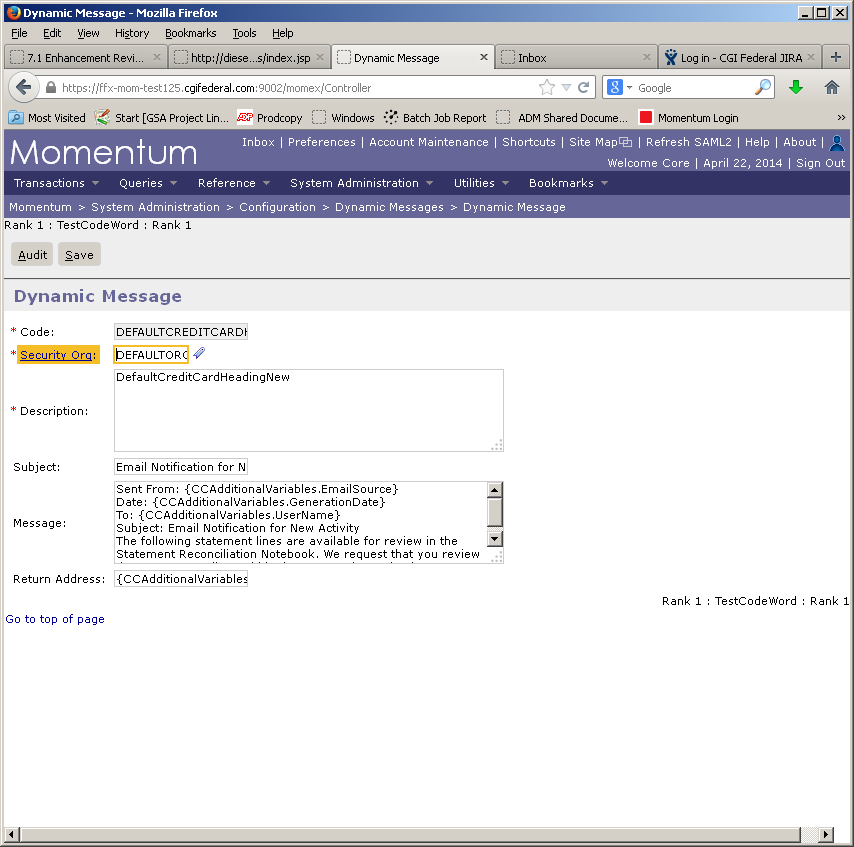 Dynamic Message - Mozilla Firefox
File Edit View History Bookmarks Tools Help
7.1 Enhancement Revi... http://diese...s/index.jsp Dynamic Message Inbox Log in - CGI Federal JIRA
https://ffx-mom-test125.cgifederal.com:9002/momex/Controller Google
Most Visited Start [GSA Project Lin... Prodcopy Windows Batch Job Report ADM Shared Docume... Momentum Login
Momentum
Inbox | Preferences | Account Maintenance | Shortcuts | Site Map | Refresh SAML2 | Help | About |
Welcome Core | April 22, 2014 | Sign Out
Transactions Queries Reference System Administration Utilities Bookmarks
Momentum > System Administration > Configuration > Dynamic Messages > Dynamic Message
Rank 1 : TestCodeWord : Rank 1
Audit Save
Dynamic Message
* Code: DEFAULTCREDITCARDH
* Security Org: DEFAULTORG
* Description: DefaultCreditCardHeadingNew
Subject: Email Notification for N
Message:
Sent From: {CCAdditionalVariables.EmailSource}
Date: {CCAdditionalVariables.GenerationDate}
To: {CCAdditionalVariables.UserName}
Subject: Email Notification for New Activity
The following statement lines are available for review in the
Statement Reconciliation Notebook. We request that you review
Return Address: {CCAdditionalVariables
Rank 1 : TestCodeWord : Rank 1
Go to top of page